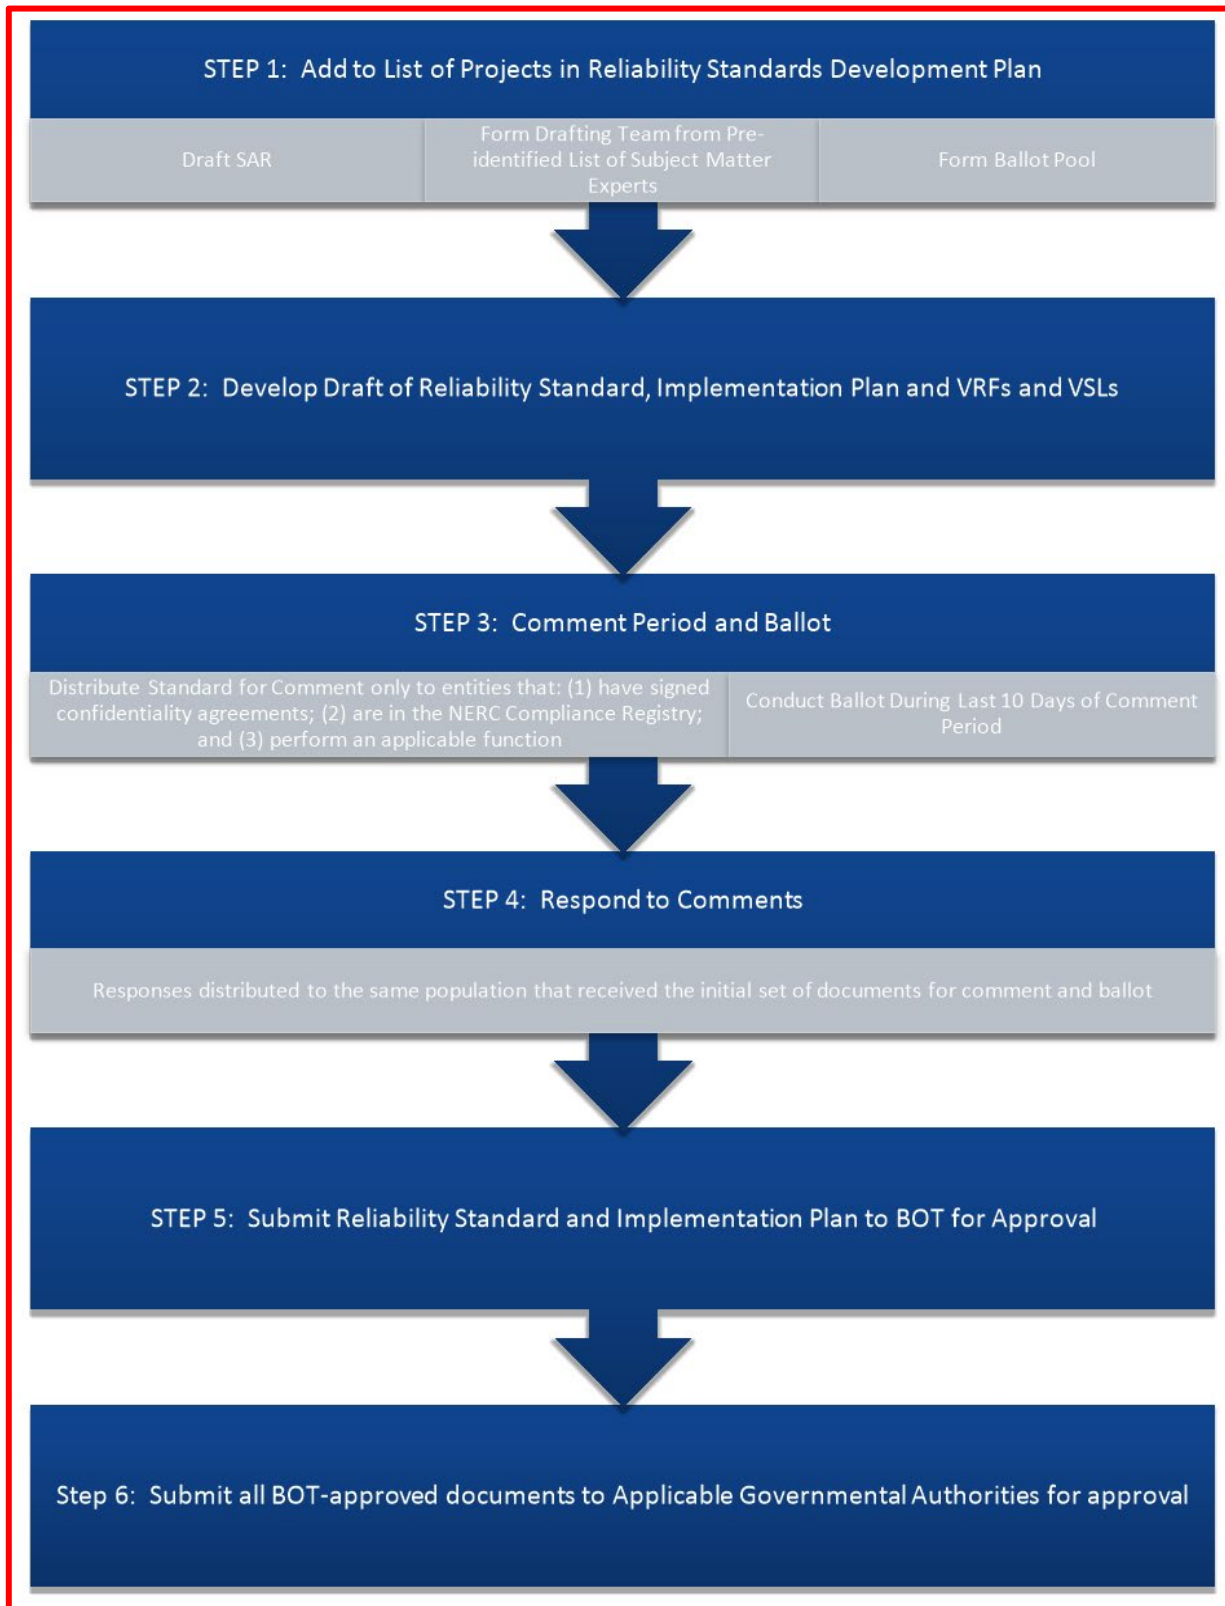 STEP 1: Add to List of Projects in Reliability Standards Development Plan
Draft SAR
Form Drafting Team from Pre-
identified List of Subject Matter
Experts
Form Ballot Pool
STEP 2: Develop Draft of Reliability Standard, Implementation Plan and VRFs and VSLs
STEP 3: Comment Period and Ballot
Distribute Standard for Comment only to entities that: (1) have signed
confidentiality agreements; (2) are in the NERC Compliance Registry;
and (3) perform an applicable function
Conduct Ballot During Last 10 Days of Comment
Period
STEP 4: Respond to Comments
Responses distributed to the same population that received the initial set of documents for comment and ballot
STEP 5: Submit Reliability Standard and Implementation Plan to BOT for Approval
Step 6: Submit all BOT-approved documents to Applicable Governmental Authorities for approval